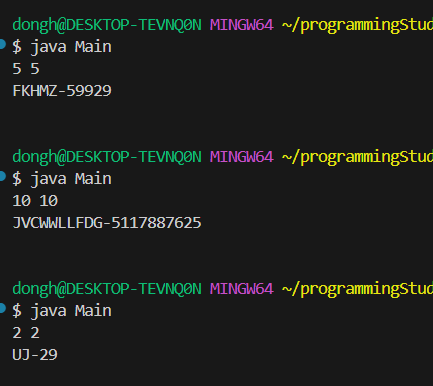 dongh@DESKTOP-TEVNQ0N MINGW64 ~/programmingStud
$ java Main
5 5
FKHMZ-59929
dongh@DESKTOP-TEVNQ0N MINGW64 ~/programmingStud
$ java Main
10 10
JVCWWLLFDG-5117887625
dongh@DESKTOP-TEVNQ0N MINGW64 ~/programmingStud
$ java Main
2 2
UJ-29